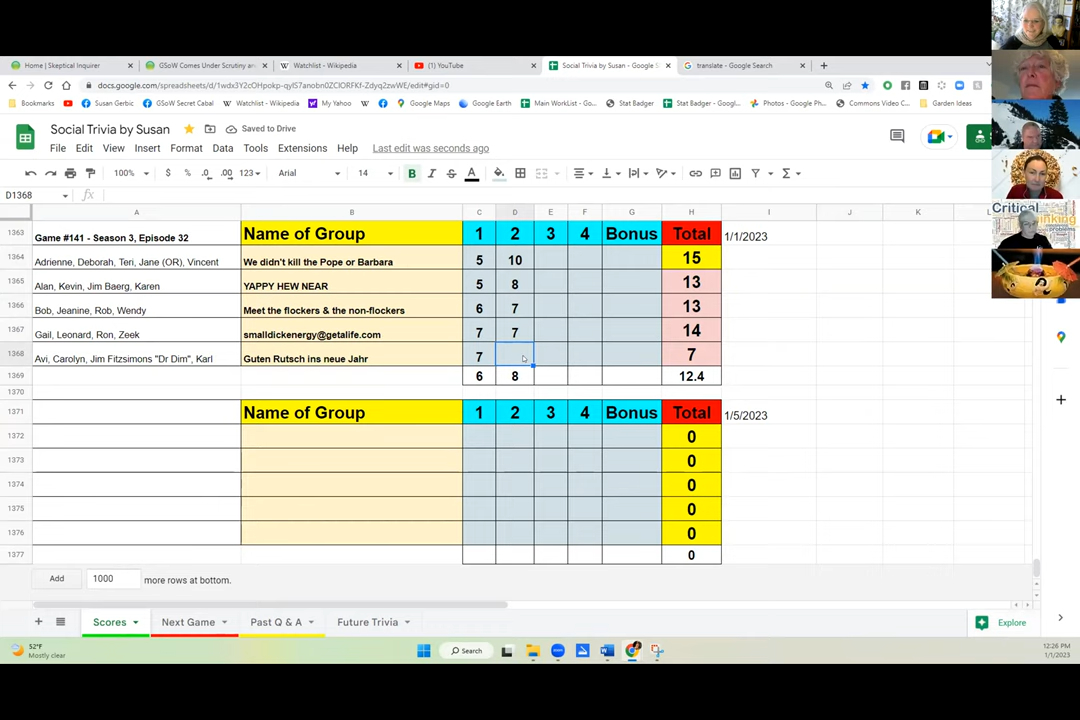 Home | Skeptical Inquirer
GSoW Comes Under Scrutiny ar
Watchlist - Wikipedia
YouTube
Social Trivia by Susan - Google S
translate - Google Search
docs.google.com/spreadsheets/d/
Bookmarks
Susan Gerbic
GSoW Secret Cabal
Watchlist - Wikipedia
My Yahoo
Google Maps
Google Earth
Main WorkList - Go...
Stat Badger
Stat Badger - Googl...
Photos - Google Ph...
Commons Video C...
Garden Ideas
Social Trivia by Susan
Saved to Drive
File Edit View Insert Format Data Tools Extensions Help Last edit was seconds ago
100% $ % .0 .00 123 Arial 14 B I S A
D1368 fx
A B C D E F G H I J K
1363 Game #141 - Season 3, Episode 32 Name of Group 1 2 3 4 Bonus Total 1/1/2023
1364 Adrienne, Deborah, Teri, Jane (OR), Vincent We didn't kill the Pope or Barbara 5 10 15
1365 Alan, Kevin, Jim Baerg, Karen YAPPY HEW NEAR 5 8 13
1366 Bob, Jeanine, Rob, Wendy Meet the flockers & the non-flockers 6 7 13
1367 Gail, Leonard, Ron, Zeek smalldickenergy@getalife.com 7 7 14
1368 Avi, Carolyn, Jim Fitzsimons "Dr Dim", Karl Guten Rutsch ins neue Jahr 7 7
1369 6 8 12.4
1370
1371 Name of Group 1 2 3 4 Bonus Total 1/5/2023
1372 0
1373 0
1374 0
1375 0
1376 0
1377 0
Add 1000 more rows at bottom.
Scores Next Game Past Q & A Future Trivia Explore
52°F
Mostly clear
Search
12:26 PM
1/1/2023
Critical
problems